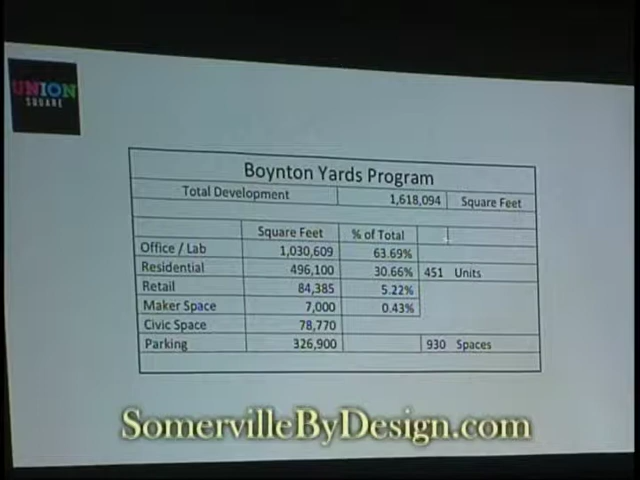 UNION
SQUARE
Boynton Yards Program
Total Development 1,618,094 Square Feet
Square Feet % of Total
Office / Lab 1,030,609 63.69%
Residential 496,100 30.66% 451 Units
Retail 84,385 5.22%
Maker Space 7,000 0.43%
Civic Space 78,770
Parking 326,900 930 Spaces
SomervilleByDesign.com